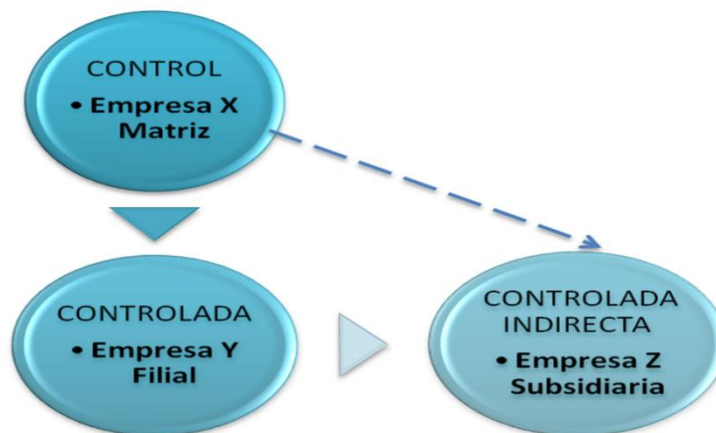 CONTROL
• Empresa X
Matriz
CONTROLADA
• Empresa Y
Filial
CONTROLADA
INDIRECTA
• Empresa Z
Subsidiaria